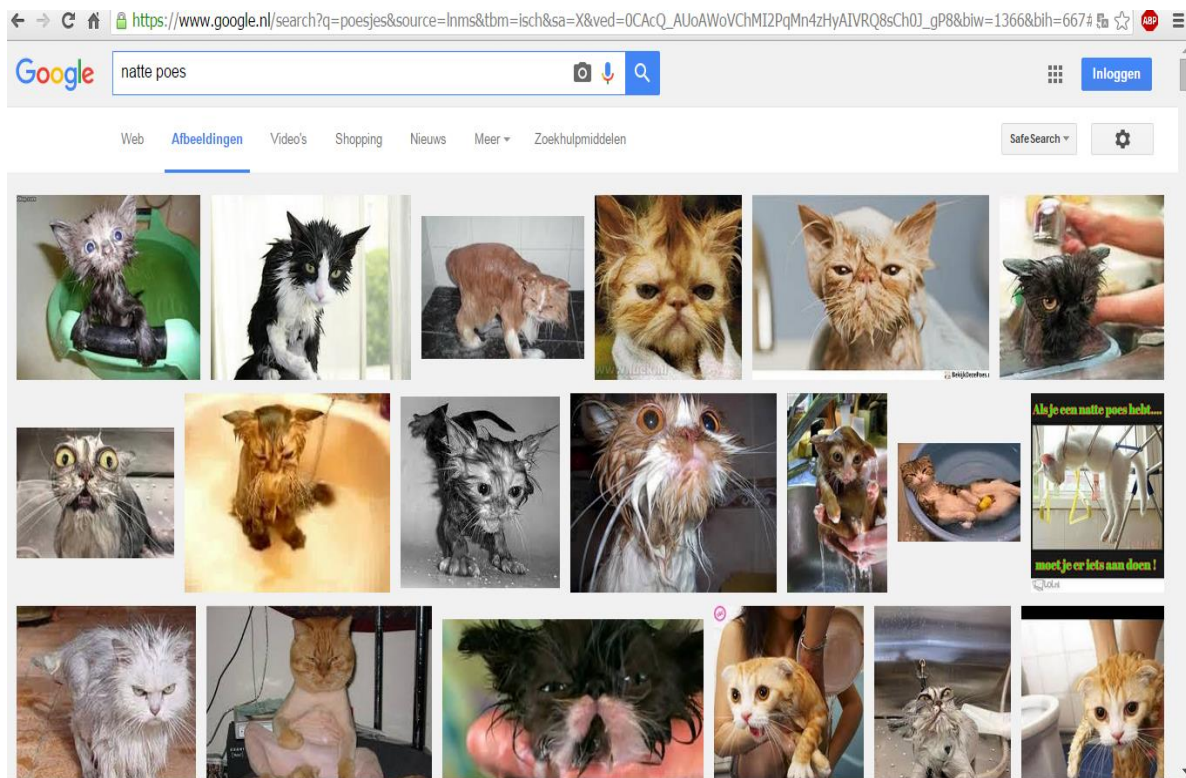 https://www.google.nl/search?q=poesjes&source=lnms&tbm=isch&sa=X&ved=0CAcQ_AUoAWoVChMI2PqMn4zHyAIVRQ8sCh0J_gP8&biw=1366&bih=667#
ABP
Google
natte poes
Inloggen
Web Afbeeldingen Video's Shopping Nieuws Meer Zoekhulpmiddelen
SafeSearch
Als je een natte poes hebt....
moet je er iets aan doen !